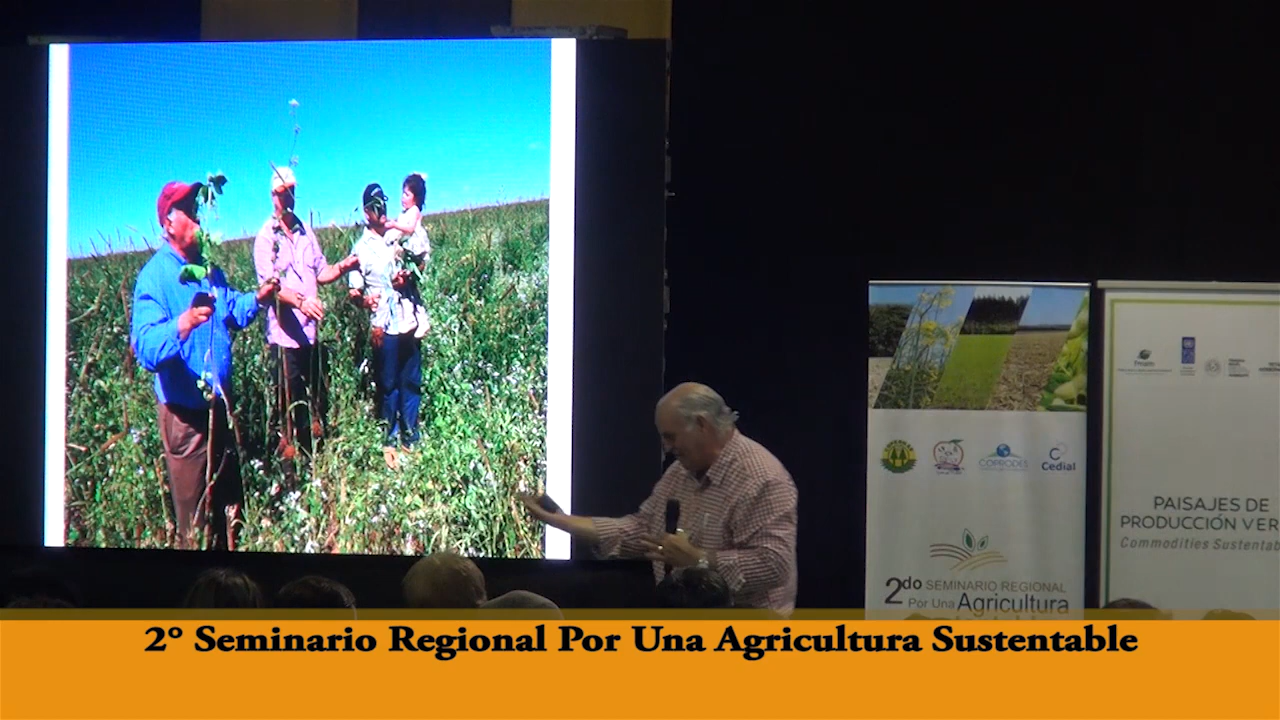 COPRODES
Cedial
2do SEMINARIO REGIONAL
Por Una Agricultura
PAISAJES DE
PRODUCCIÓN VER
Commodities Sustentab
2° Seminario Regional Por Una Agricultura Sustentable